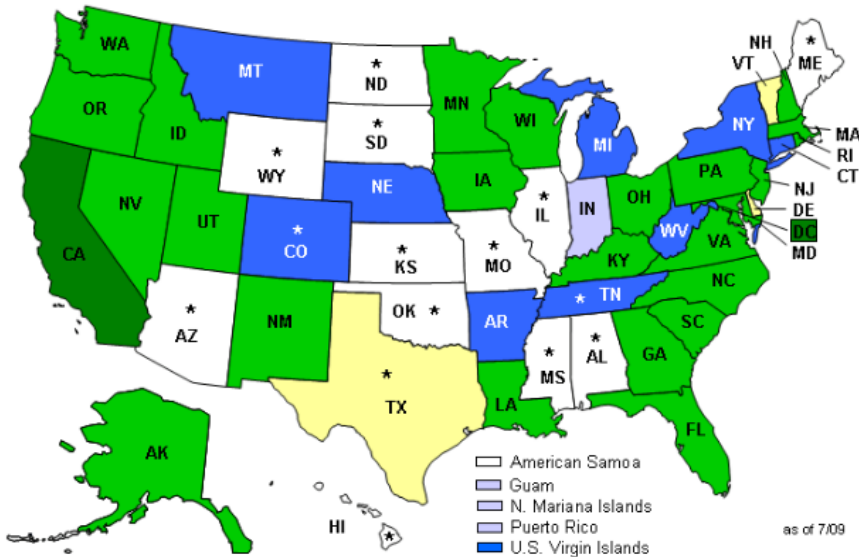 WA
MT
ND
*
MN
NH
VT
*
ME
OR
ID
*
WY
*
SD
WI
MI
NY
MA
RI
CT
NV
UT
NE
IA
*
IL
IN
OH
PA
NJ
DE
DC
MD
CA
*
CO
*
KS
*
MO
KY
WV
VA
*
AZ
NM
OK *
AR
* TN
NC
SC
*
TX
LA
*
MS
*
AL
GA
FL
AK
HI
*
American Samoa
Guam
N. Mariana Islands
Puerto Rico
U.S. Virgin Islands
as of 7/09